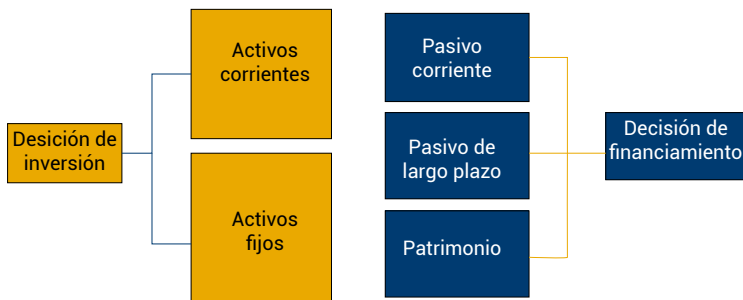 Desición de
inversión
Activos
corrientes
Activos
fijos
Pasivo
corriente
Pasivo de
largo plazo
Patrimonio
Decisión de
financiamiento